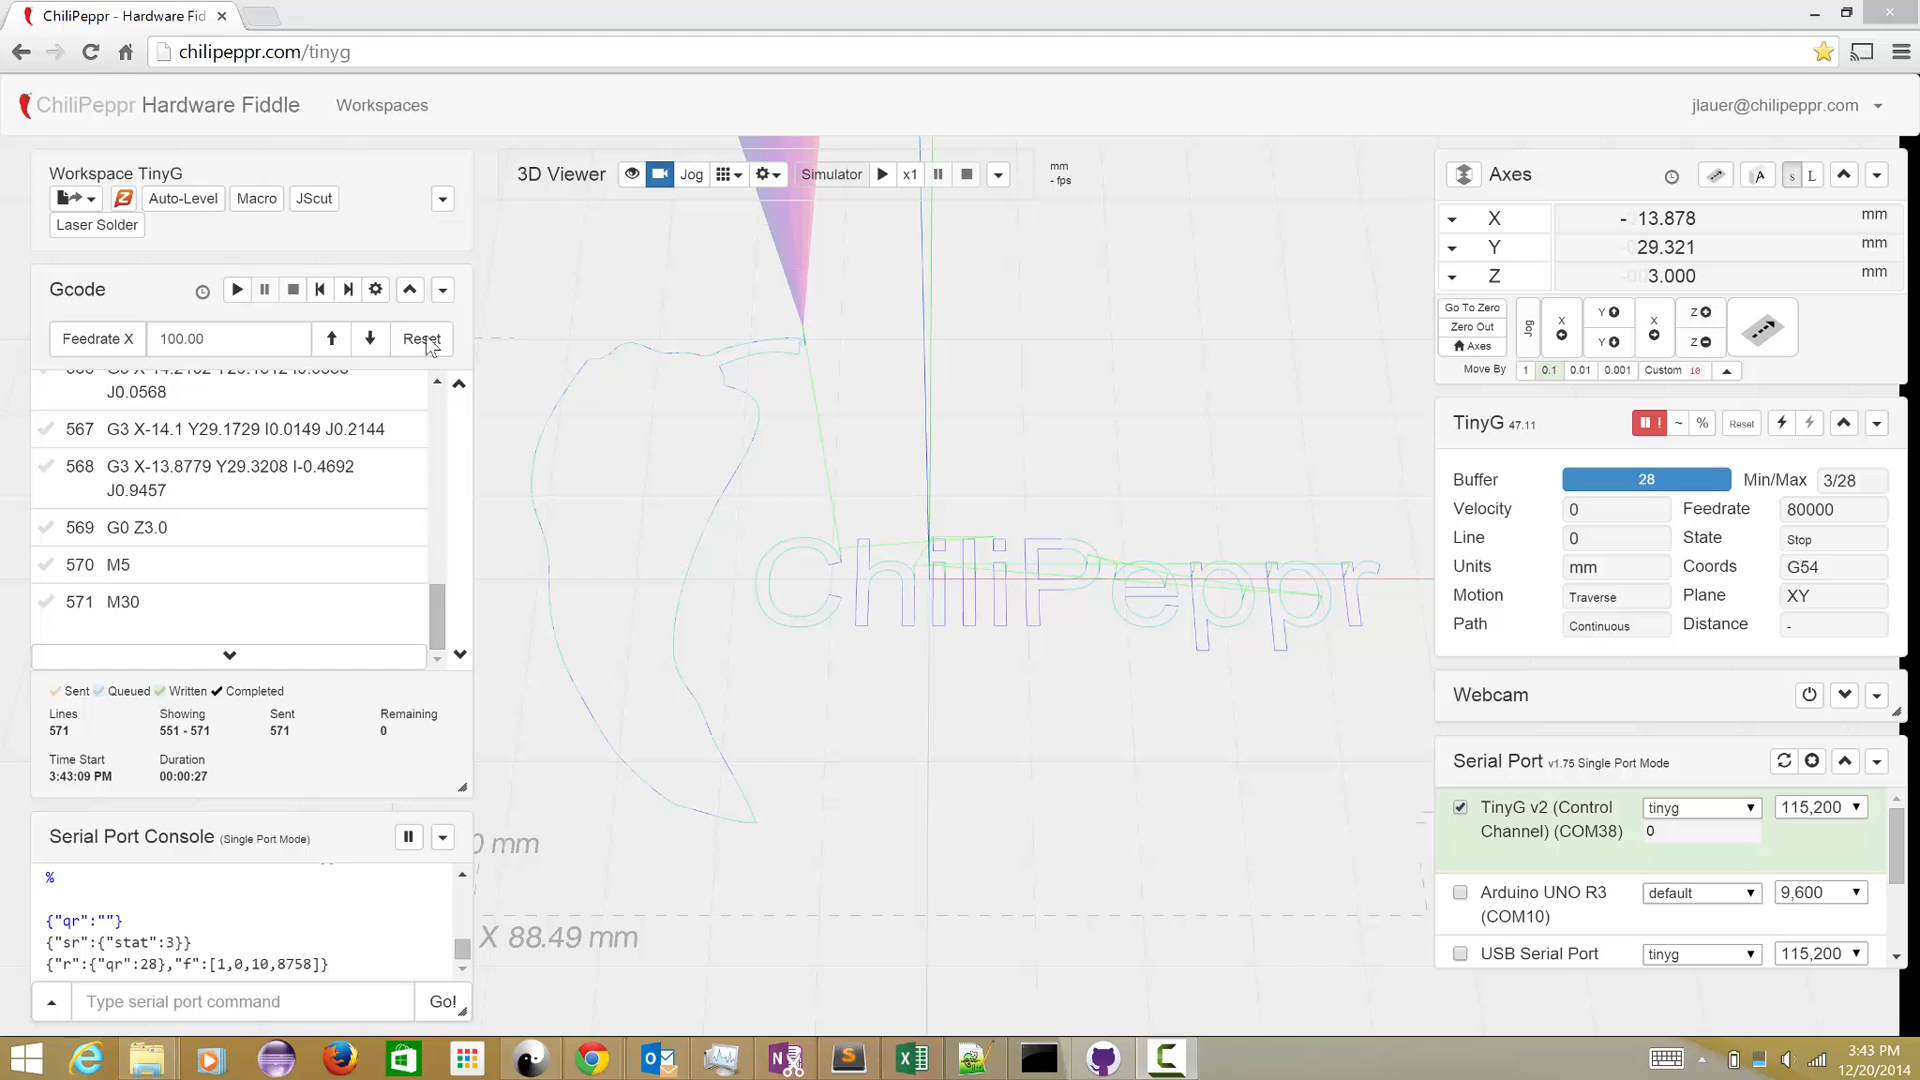 ChiliPeppr - Hardware Fid
chilipeppr.com/tinyg
ChiliPeppr Hardware Fiddle
Workspaces
jlauer@chilipeppr.com
Workspace TinyG
Auto-Level
Macro
JScut
Laser Solder
3D Viewer
Jog
Simulator
x1
mm
- fps
Gcode
Feedrate X
100.00
Reset
J0.0568
567 G3 X-14.1 Y29.1729 I0.0149 J0.2144
568 G3 X-13.8779 Y29.3208 I-0.4692
J0.9457
569 G0 Z3.0
570 M5
571 M30
Sent Queued Written Completed
Lines Showing Sent Remaining
571 551 - 571 571 0
Time Start Duration
3:43:09 PM 00:00:27
Serial Port Console (Single Port Mode)
%
{"qr":""}
{"sr":{"stat":3}}
{"r":{"qr":28},"f":[1,0,10,8758]}
Type serial port command
Go!
ChiliPeppr
0 mm
X 88.49 mm
Axes
A
s L
X - 13.878 mm
Y 29.321 mm
Z 3.000 mm
Go To Zero
Zero Out
Axes
Jog
X
Y
Y
X
Z
Z
Move By 1 0.1 0.01 0.001 Custom 10
TinyG 47.11
! ~ % Reset
Buffer 28 Min/Max 3/28
Velocity 0 Feedrate 80000
Line 0 State Stop
Units mm Coords G54
Motion Traverse Plane XY
Path Continuous Distance -
Webcam
Serial Port v1.75 Single Port Mode
TinyG v2 (Control tinyg 115,200
Channel) (COM38) 0
Arduino UNO R3 default 9,600
(COM10)
USB Serial Port tinyg 115,200
3:43 PM
12/20/2014